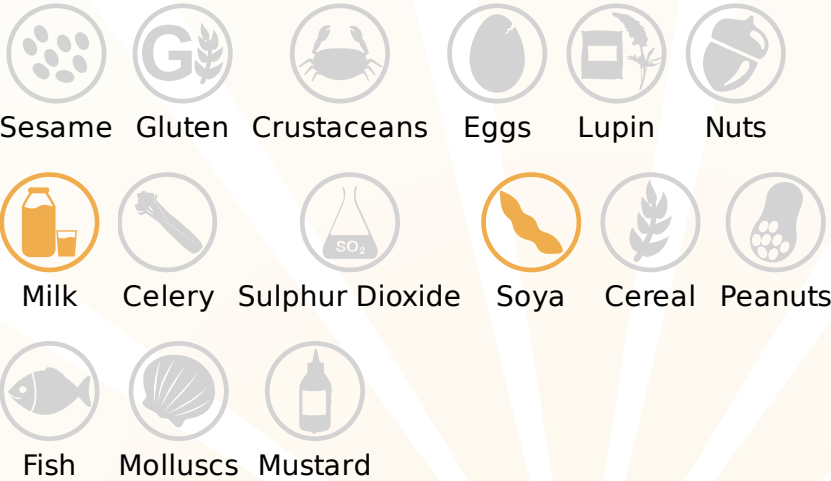 G
Sesame Gluten Crustaceans Eggs Lupin Nuts
SO₂
Milk Celery Sulphur Dioxide Soya Cereal Peanuts
Fish Molluscs Mustard